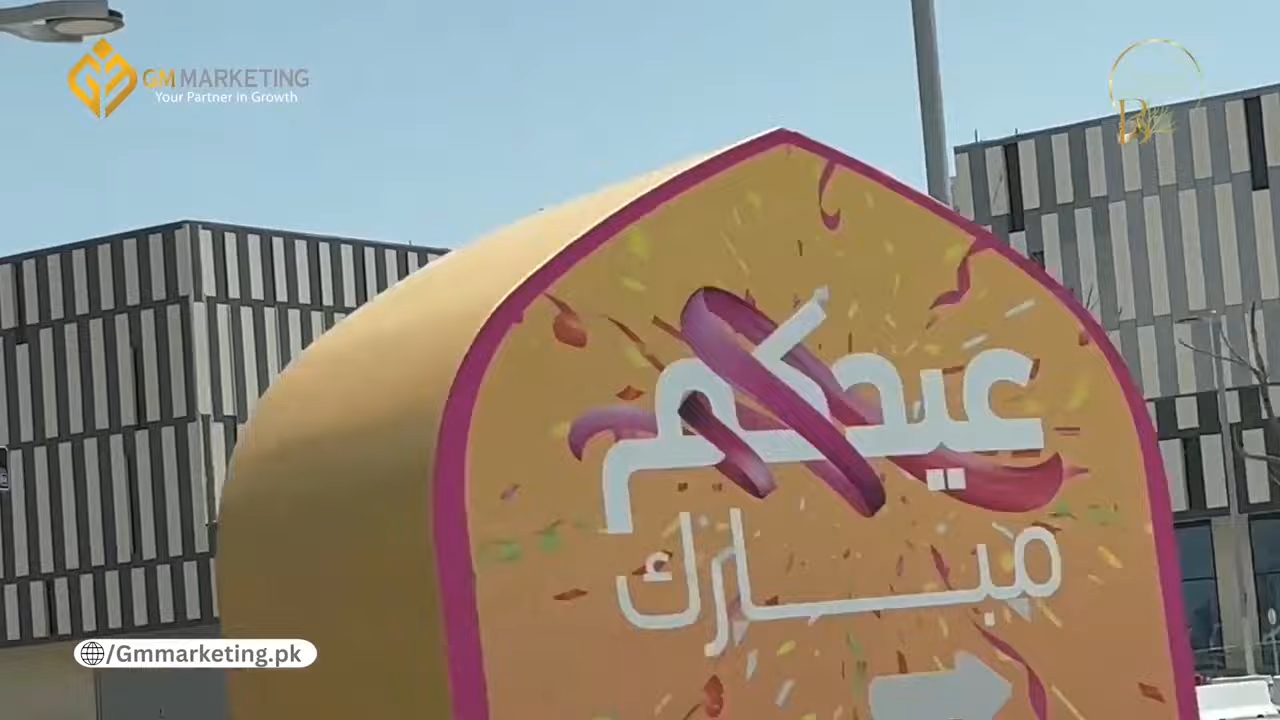 GM MARKETING
Your Partner in Growth
عيدكم
مبارك
/Gmmarketing.pk